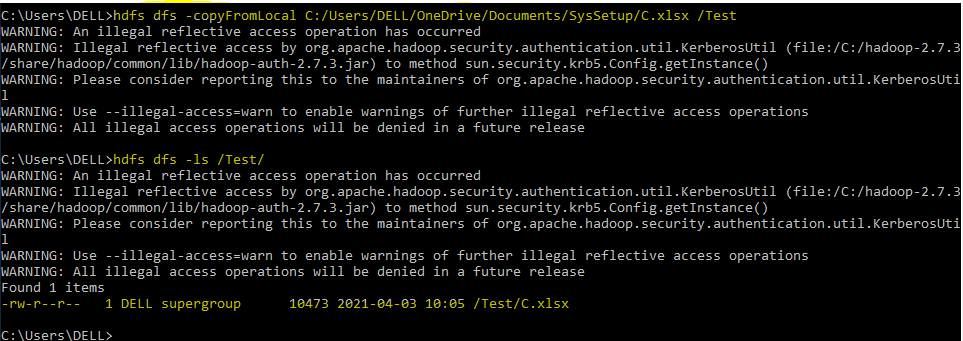 C:\Users\DELL>hdfs dfs -copyFromLocal C:/Users/DELL/OneDrive/Documents/SysSetup/C.xlsx /Test
WARNING: An illegal reflective access operation has occurred
WARNING: Illegal reflective access by org.apache.hadoop.security.authentication.util.KerberosUtil (file:/C:/hadoop-2.7.3
/share/hadoop/common/lib/hadoop-auth-2.7.3.jar) to method sun.security.krb5.Config.getInstance()
WARNING: Please consider reporting this to the maintainers of org.apache.hadoop.security.authentication.util.KerberosUti
l
WARNING: Use --illegal-access=warn to enable warnings of further illegal reflective access operations
WARNING: All illegal access operations will be denied in a future release
C:\Users\DELL>hdfs dfs -ls /Test/
WARNING: An illegal reflective access operation has occurred
WARNING: Illegal reflective access by org.apache.hadoop.security.authentication.util.KerberosUtil (file:/C:/hadoop-2.7.3
/share/hadoop/common/lib/hadoop-auth-2.7.3.jar) to method sun.security.krb5.Config.getInstance()
WARNING: Please consider reporting this to the maintainers of org.apache.hadoop.security.authentication.util.KerberosUti
l
WARNING: Use --illegal-access=warn to enable warnings of further illegal reflective access operations
WARNING: All illegal access operations will be denied in a future release
Found 1 items
-rw-r--r--   1 DELL supergroup      10473 2021-04-03 10:05 /Test/C.xlsx
C:\Users\DELL>